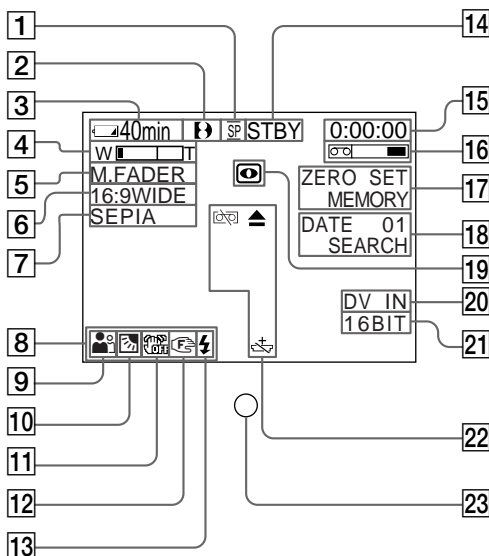 1
14
2
3
15
40min
SP
STBY
0:00:00
4
W
T
16
5
M.FADER
ZERO SET
MEMORY
17
6
16:9WIDE
7
SEPIA
DATE 01
SEARCH
18
19
DV IN
20
16BIT
21
8
OFF
F
9
10
11
22
12
23
13